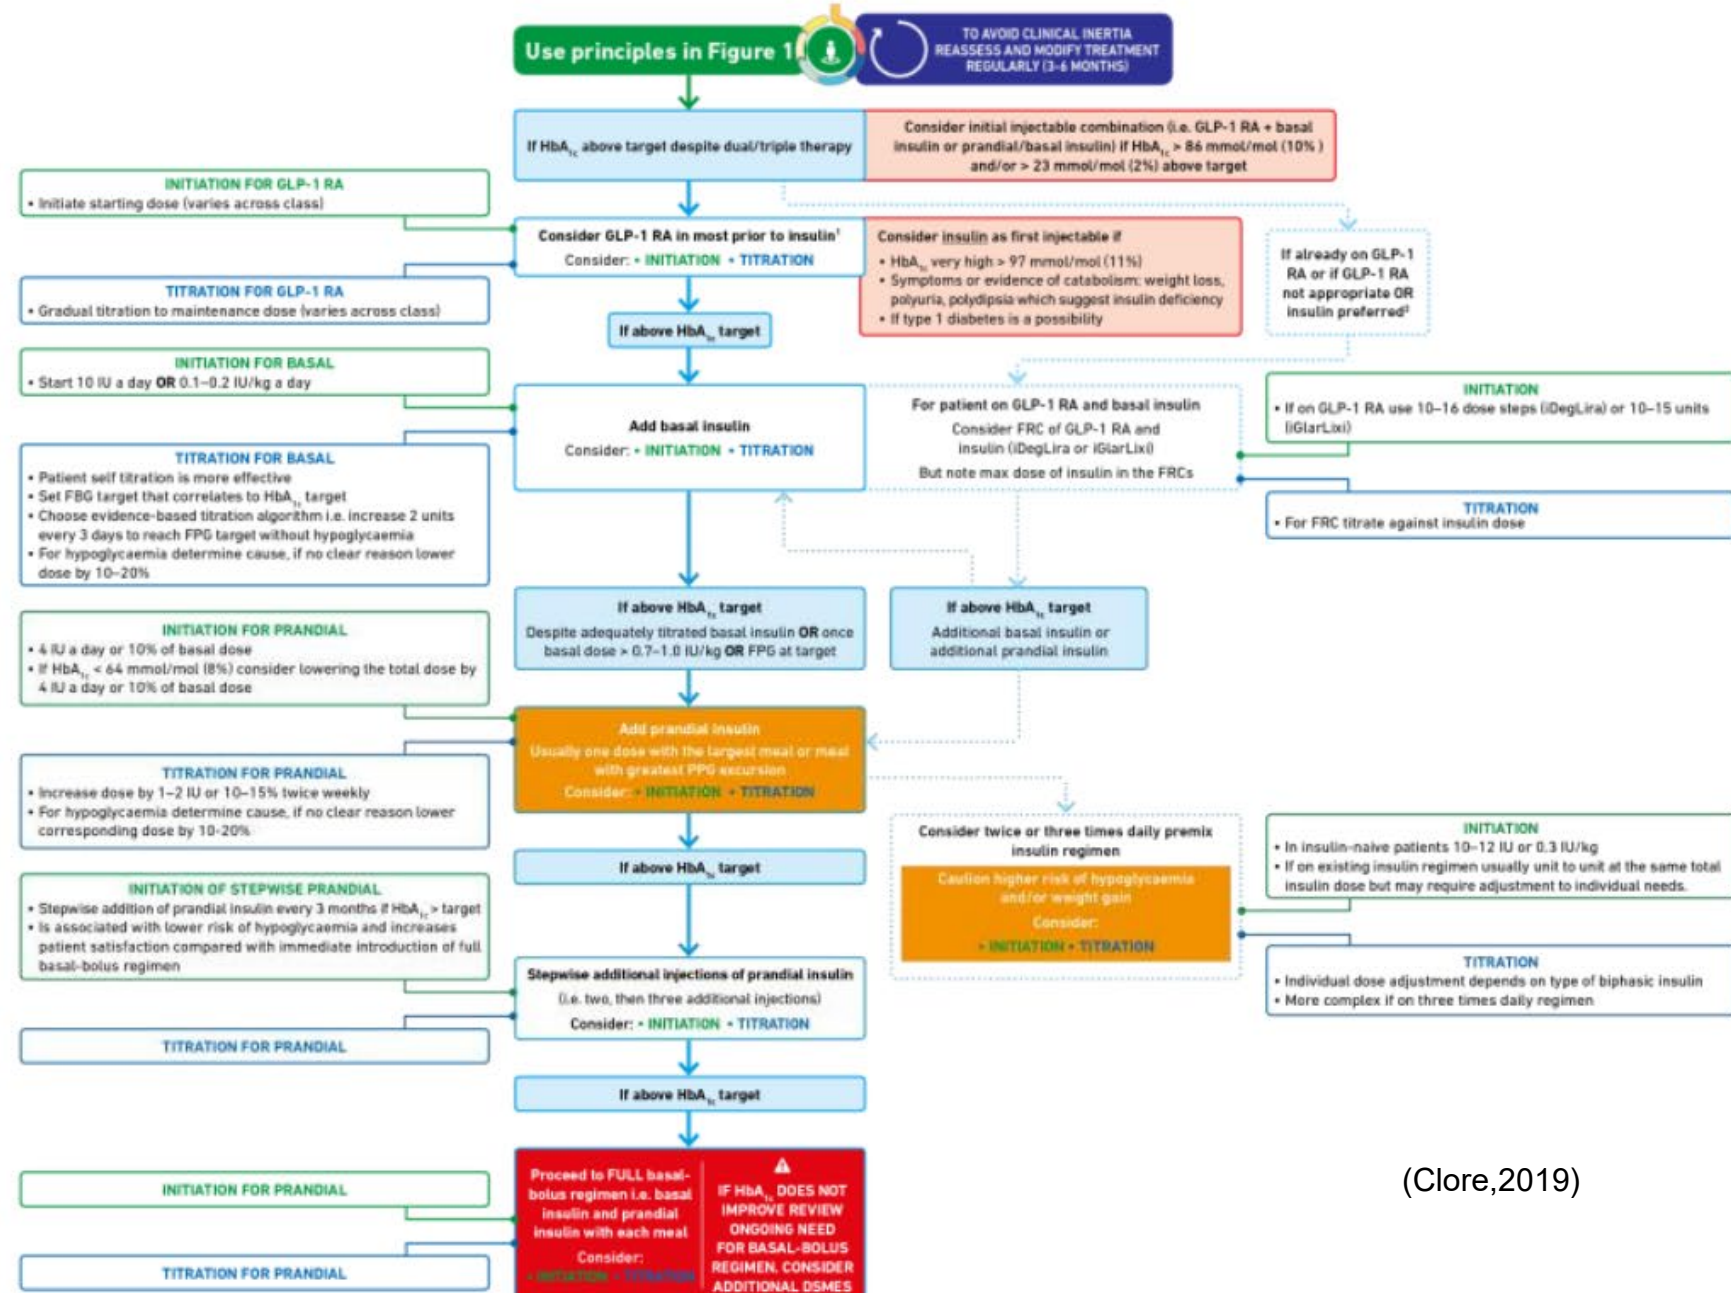 Use principles in Figure 1
TO AVOID CLINICAL INERTIA
REASSESS AND MODIFY TREATMENT
REGULARLY (3-6 MONTHS)
If HbA1c above target despite dual/triple therapy
Consider initial injectable combination (i.e. GLP-1 RA + basal
insulin or prandial/basal insulin) if HbA1c > 86 mmol/mol (10% )
and/or > 23 mmol/mol (2%) above target
INITIATION FOR GLP-1 RA
• Initiate starting dose (varies across class)
Consider GLP-1 RA in most prior to insulin¹
Consider: • INITIATION • TITRATION
Consider insulin as first injectable if
• HbA1c very high > 97 mmol/mol (11%)
• Symptoms or evidence of catabolism: weight loss,
polyuria, polydipsia which suggest insulin deficiency
• If type 1 diabetes is a possibility
If already on GLP-1
RA or if GLP-1 RA
not appropriate OR
insulin preferred²
TITRATION FOR GLP-1 RA
• Gradual titration to maintenance dose (varies across class)
If above HbA1c target
INITIATION FOR BASAL
• Start 10 IU a day OR 0.1–0.2 IU/kg a day
Add basal insulin
Consider: • INITIATION • TITRATION
For patient on GLP-1 RA and basal insulin
Consider FRC of GLP-1 RA and
insulin (iDegLira or iGlarLixi)
But note max dose of insulin in the FRCs
INITIATION
• If on GLP-1 RA use 10–16 dose steps (iDegLira) or 10–15 units
(iGlarLixi)
TITRATION
• For FRC titrate against insulin dose
TITRATION FOR BASAL
• Patient self titration is more effective
• Set FBG target that correlates to HbA1c target
• Choose evidence-based titration algorithm i.e. increase 2 units
every 3 days to reach FPG target without hypoglycaemia
• For hypoglycaemia determine cause, if no clear reason lower
dose by 10–20%
If above HbA1c target
Despite adequately titrated basal insulin OR once
basal dose > 0.7–1.0 IU/kg OR FPG at target
If above HbA1c target
Additional basal insulin or
additional prandial insulin
INITIATION FOR PRANDIAL
• 4 IU a day or 10% of basal dose
• If HbA1c < 64 mmol/mol (8%) consider lowering the total dose by
4 IU a day or 10% of basal dose
Add prandial insulin
Usually one dose with the largest meal or meal
with greatest PPG excursion
Consider: • INITIATION • TITRATION
TITRATION FOR PRANDIAL
• Increase dose by 1–2 IU or 10–15% twice weekly
• For hypoglycaemia determine cause, if no clear reason lower
corresponding dose by 10-20%
If above HbA1c target
Consider twice or three times daily premix
insulin regimen
Caution higher risk of hypoglycaemia
and/or weight gain
Consider:
• INITIATION • TITRATION
INITIATION
• In insulin-naive patients 10–12 IU or 0.3 IU/kg
• If on existing insulin regimen usually unit to unit at the same total
insulin dose but may require adjustment to individual needs.
TITRATION
• Individual dose adjustment depends on type of biphasic insulin
• More complex if on three times daily regimen
INITIATION OF STEPWISE PRANDIAL
• Stepwise addition of prandial insulin every 3 months if HbA1c > target
• Is associated with lower risk of hypoglycaemia and increases
patient satisfaction compared with immediate introduction of full
basal-bolus regimen
Stepwise additional injections of prandial insulin
(i.e. two, then three additional injections)
Consider: • INITIATION • TITRATION
TITRATION FOR PRANDIAL
If above HbA1c target
INITIATION FOR PRANDIAL
TITRATION FOR PRANDIAL
Proceed to FULL basal-
bolus regimen i.e. basal
insulin and prandial
insulin with each meal
Consider:
• INITIATION • TITRATION
IF HbA1c DOES NOT
IMPROVE REVIEW
ONGOING NEED
FOR BASAL-BOLUS
REGIMEN. CONSIDER
ADDITIONAL DSMES
(Clore,2019)